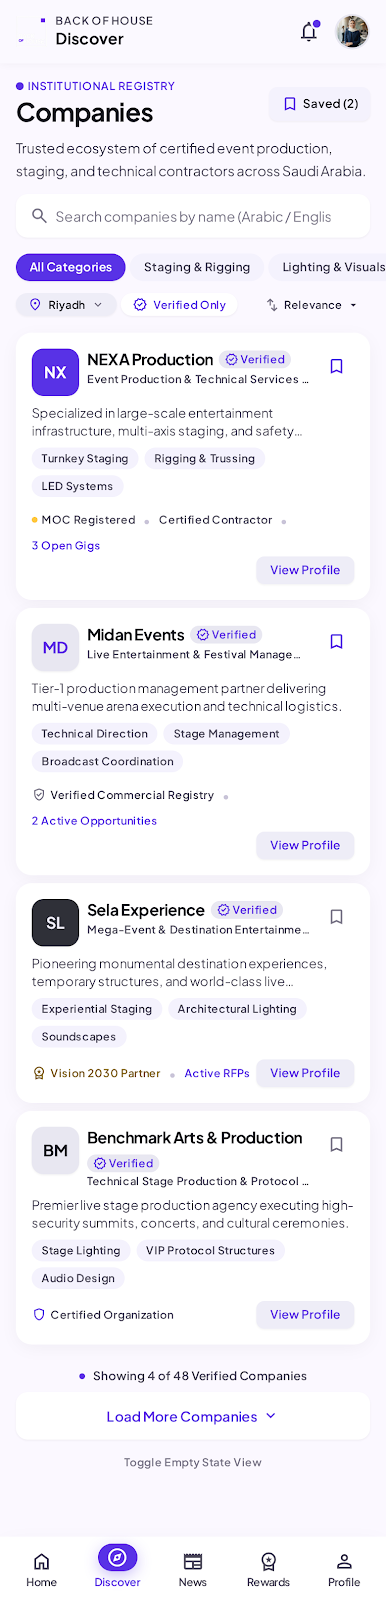 BACK OF HOUSE
Discover
INSTITUTIONAL REGISTRY
Companies
Saved (2)
Trusted ecosystem of certified event production,
staging, and technical contractors across Saudi Arabia.
Search companies by name (Arabic / Englis
All Categories
Staging & Rigging
Lighting & Visuals
Riyadh
Verified Only
Relevance
NX
NEXA Production
Verified
Event Production & Technical Services ...
Specialized in large-scale entertainment
infrastructure, multi-axis staging, and safety...
Turnkey Staging
Rigging & Trussing
LED Systems
MOC Registered
Certified Contractor
3 Open Gigs
View Profile
MD
Midan Events
Verified
Live Entertainment & Festival Manage...
Tier-1 production management partner delivering
multi-venue arena execution and technical logistics.
Technical Direction
Stage Management
Broadcast Coordination
Verified Commercial Registry
2 Active Opportunities
View Profile
SL
Sela Experience
Verified
Mega-Event & Destination Entertainme...
Pioneering monumental destination experiences,
temporary structures, and world-class live...
Experiential Staging
Architectural Lighting
Soundscapes
Vision 2030 Partner
Active RFPs
View Profile
BM
Benchmark Arts & Production
Verified
Technical Stage Production & Protocol ...
Premier live stage production agency executing high-
security summits, concerts, and cultural ceremonies.
Stage Lighting
VIP Protocol Structures
Audio Design
Certified Organization
View Profile
Showing 4 of 48 Verified Companies
Load More Companies
Toggle Empty State View
Home
Discover
News
Rewards
Profile